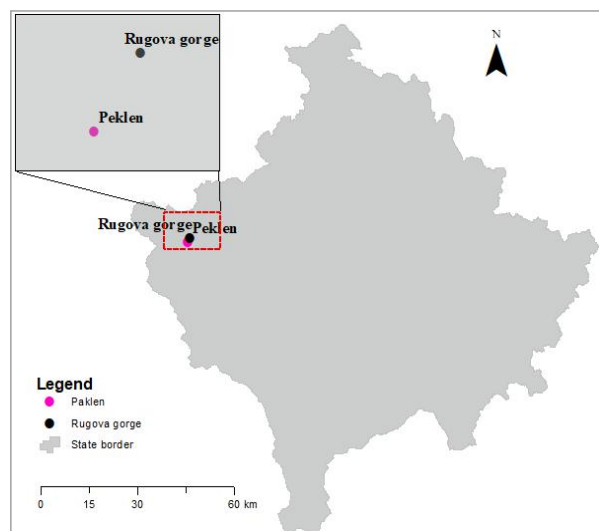 Rugova gorge
N
Peklen
Rugova gorge Peklen
Legend
Paklen
Rugova gorge
State border
0 15 30 60 km